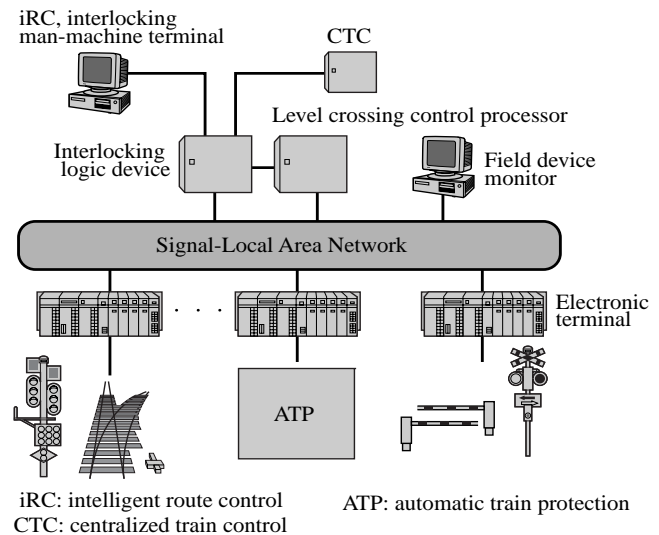 iRC, interlocking
man-machine terminal
CTC
Level crossing control processor
Interlocking
logic device
Field device
monitor
Signal-Local Area Network
. . .
Electronic
terminal
ATP
iRC: intelligent route control
ATP: automatic train protection
CTC: centralized train control